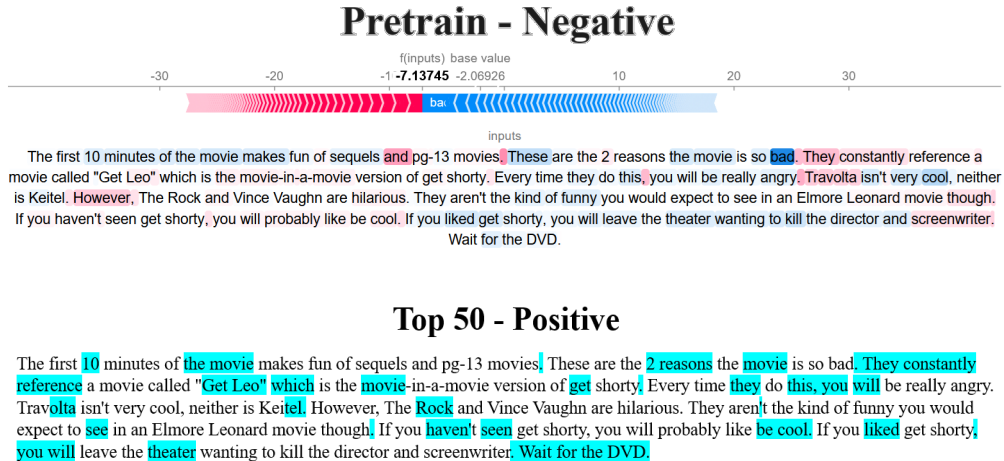 Pretrain - Negative
f(inputs) base value
-30 -20 -1 -7.13745 -2.06926 10 20 30
bad
inputs
The first 10 minutes of the movie makes fun of sequels and pg-13 movies. These are the 2 reasons the movie is so bad. They constantly reference a
movie called "Get Leo" which is the movie-in-a-movie version of get shorty. Every time they do this, you will be really angry. Travolta isn't very cool, neither
is Keitel. However, The Rock and Vince Vaughn are hilarious. They aren't the kind of funny you would expect to see in an Elmore Leonard movie though.
If you haven't seen get shorty, you will probably like be cool. If you liked get shorty, you will leave the theater wanting to kill the director and screenwriter.
Wait for the DVD.
Top 50 - Positive
The first 10 minutes of the movie makes fun of sequels and pg-13 movies. These are the 2 reasons the movie is so bad. They constantly
reference a movie called "Get Leo" which is the movie-in-a-movie version of get shorty. Every time they do this, you will be really angry.
Travolta isn't very cool, neither is Keitel. However, The Rock and Vince Vaughn are hilarious. They aren't the kind of funny you would
expect to see in an Elmore Leonard movie though. If you haven't seen get shorty, you will probably like be cool. If you liked get shorty,
you will leave the theater wanting to kill the director and screenwriter. Wait for the DVD.